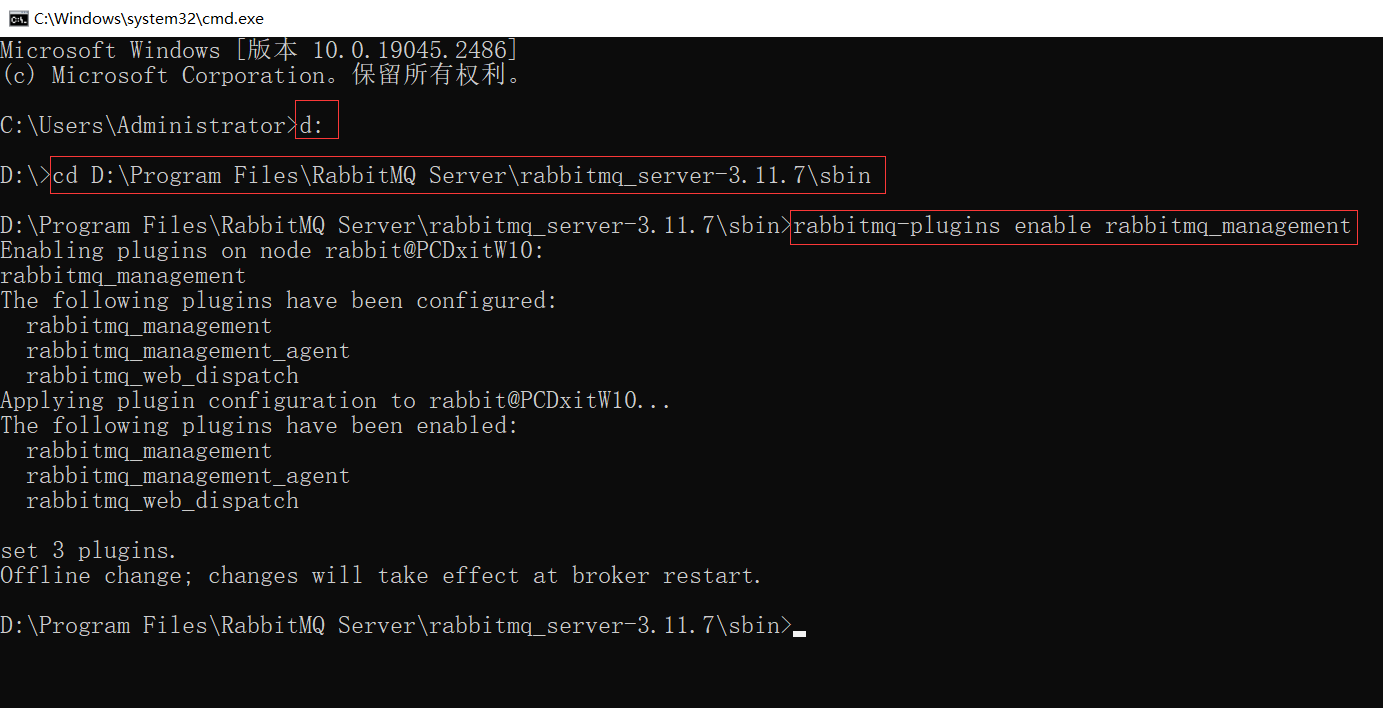 C:\Windows\system32\cmd.exe
Microsoft Windows [版本 10.0.19045.2486]
(c) Microsoft Corporation。保留所有权利。
C:\Users\Administrator>d:
D:\>cd D:\Program Files\RabbitMQ Server\rabbitmq_server-3.11.7\sbin
D:\Program Files\RabbitMQ Server\rabbitmq_server-3.11.7\sbin>rabbitmq-plugins enable rabbitmq_management
Enabling plugins on node rabbit@PCDxitW10:
rabbitmq_management
The following plugins have been configured:
  rabbitmq_management
  rabbitmq_management_agent
  rabbitmq_web_dispatch
Applying plugin configuration to rabbit@PCDxitW10...
The following plugins have been enabled:
  rabbitmq_management
  rabbitmq_management_agent
  rabbitmq_web_dispatch
set 3 plugins.
Offline change; changes will take effect at broker restart.
D:\Program Files\RabbitMQ Server\rabbitmq_server-3.11.7\sbin>